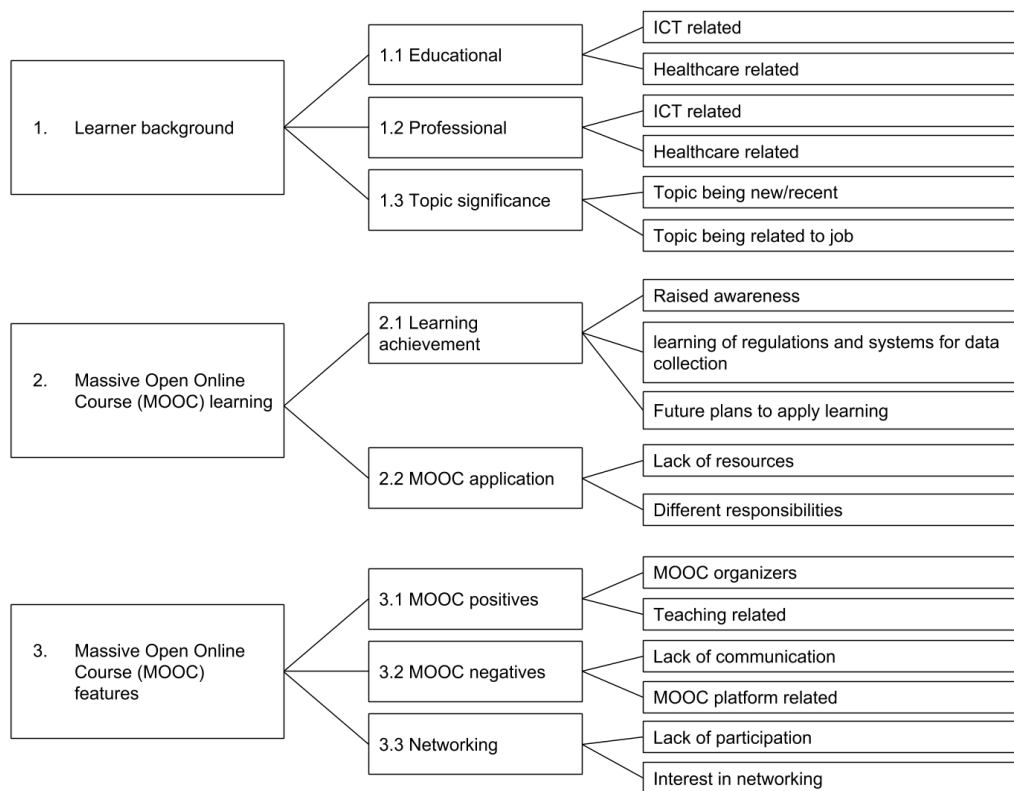 1. Learner background
1.1 Educational
ICT related
Healthcare related
1.2 Professional
ICT related
Healthcare related
1.3 Topic significance
Topic being new/recent
Topic being related to job
2. Massive Open Online
Course (MOOC) learning
2.1 Learning
achievement
Raised awareness
learning of regulations and systems for data
collection
Future plans to apply learning
2.2 MOOC application
Lack of resources
Different responsibilities
3. Massive Open Online
Course (MOOC)
features
3.1 MOOC positives
MOOC organizers
Teaching related
3.2 MOOC negatives
Lack of communication
MOOC platform related
3.3 Networking
Lack of participation
Interest in networking